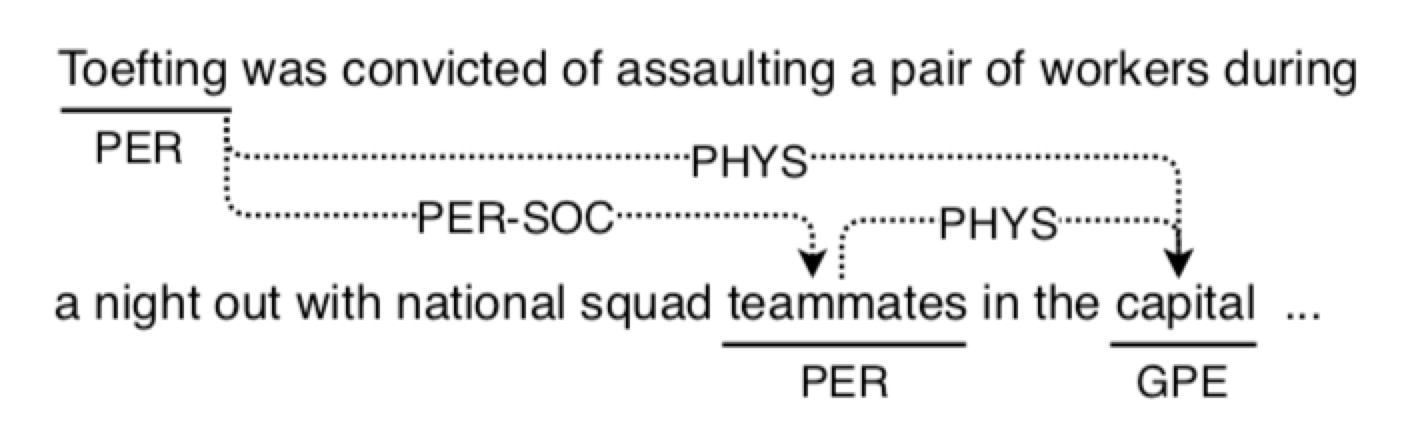 Toefting was convicted of assaulting a pair of workers during
PER
PHYS
PER-SOC
PHYS
a night out with national squad teammates in the capital ...
PER GPE